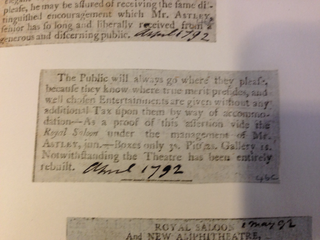 please, he may be assured of receiving the same dis-
tinguished encouragement which Mr. ASTLEY,
senior has so long and liberally received from a
generous and discerning public. April 1792
The Public will always go where they please,
because they know where true merit presides, and
well chosen Entertainments are given without any
additional Tax upon them by way of accommo-
dation—As a proof of this assertion vide the
Royal Saloon under the management of Mr.
ASTLEY, jun.—Boxes only 3s. Pit Gallery 1s.
Notwithstanding the Theatre has been entirely
rebuilt. April 1792
1 May 92
ROYAL SALOON
And NEW AMPHITHEATRE,